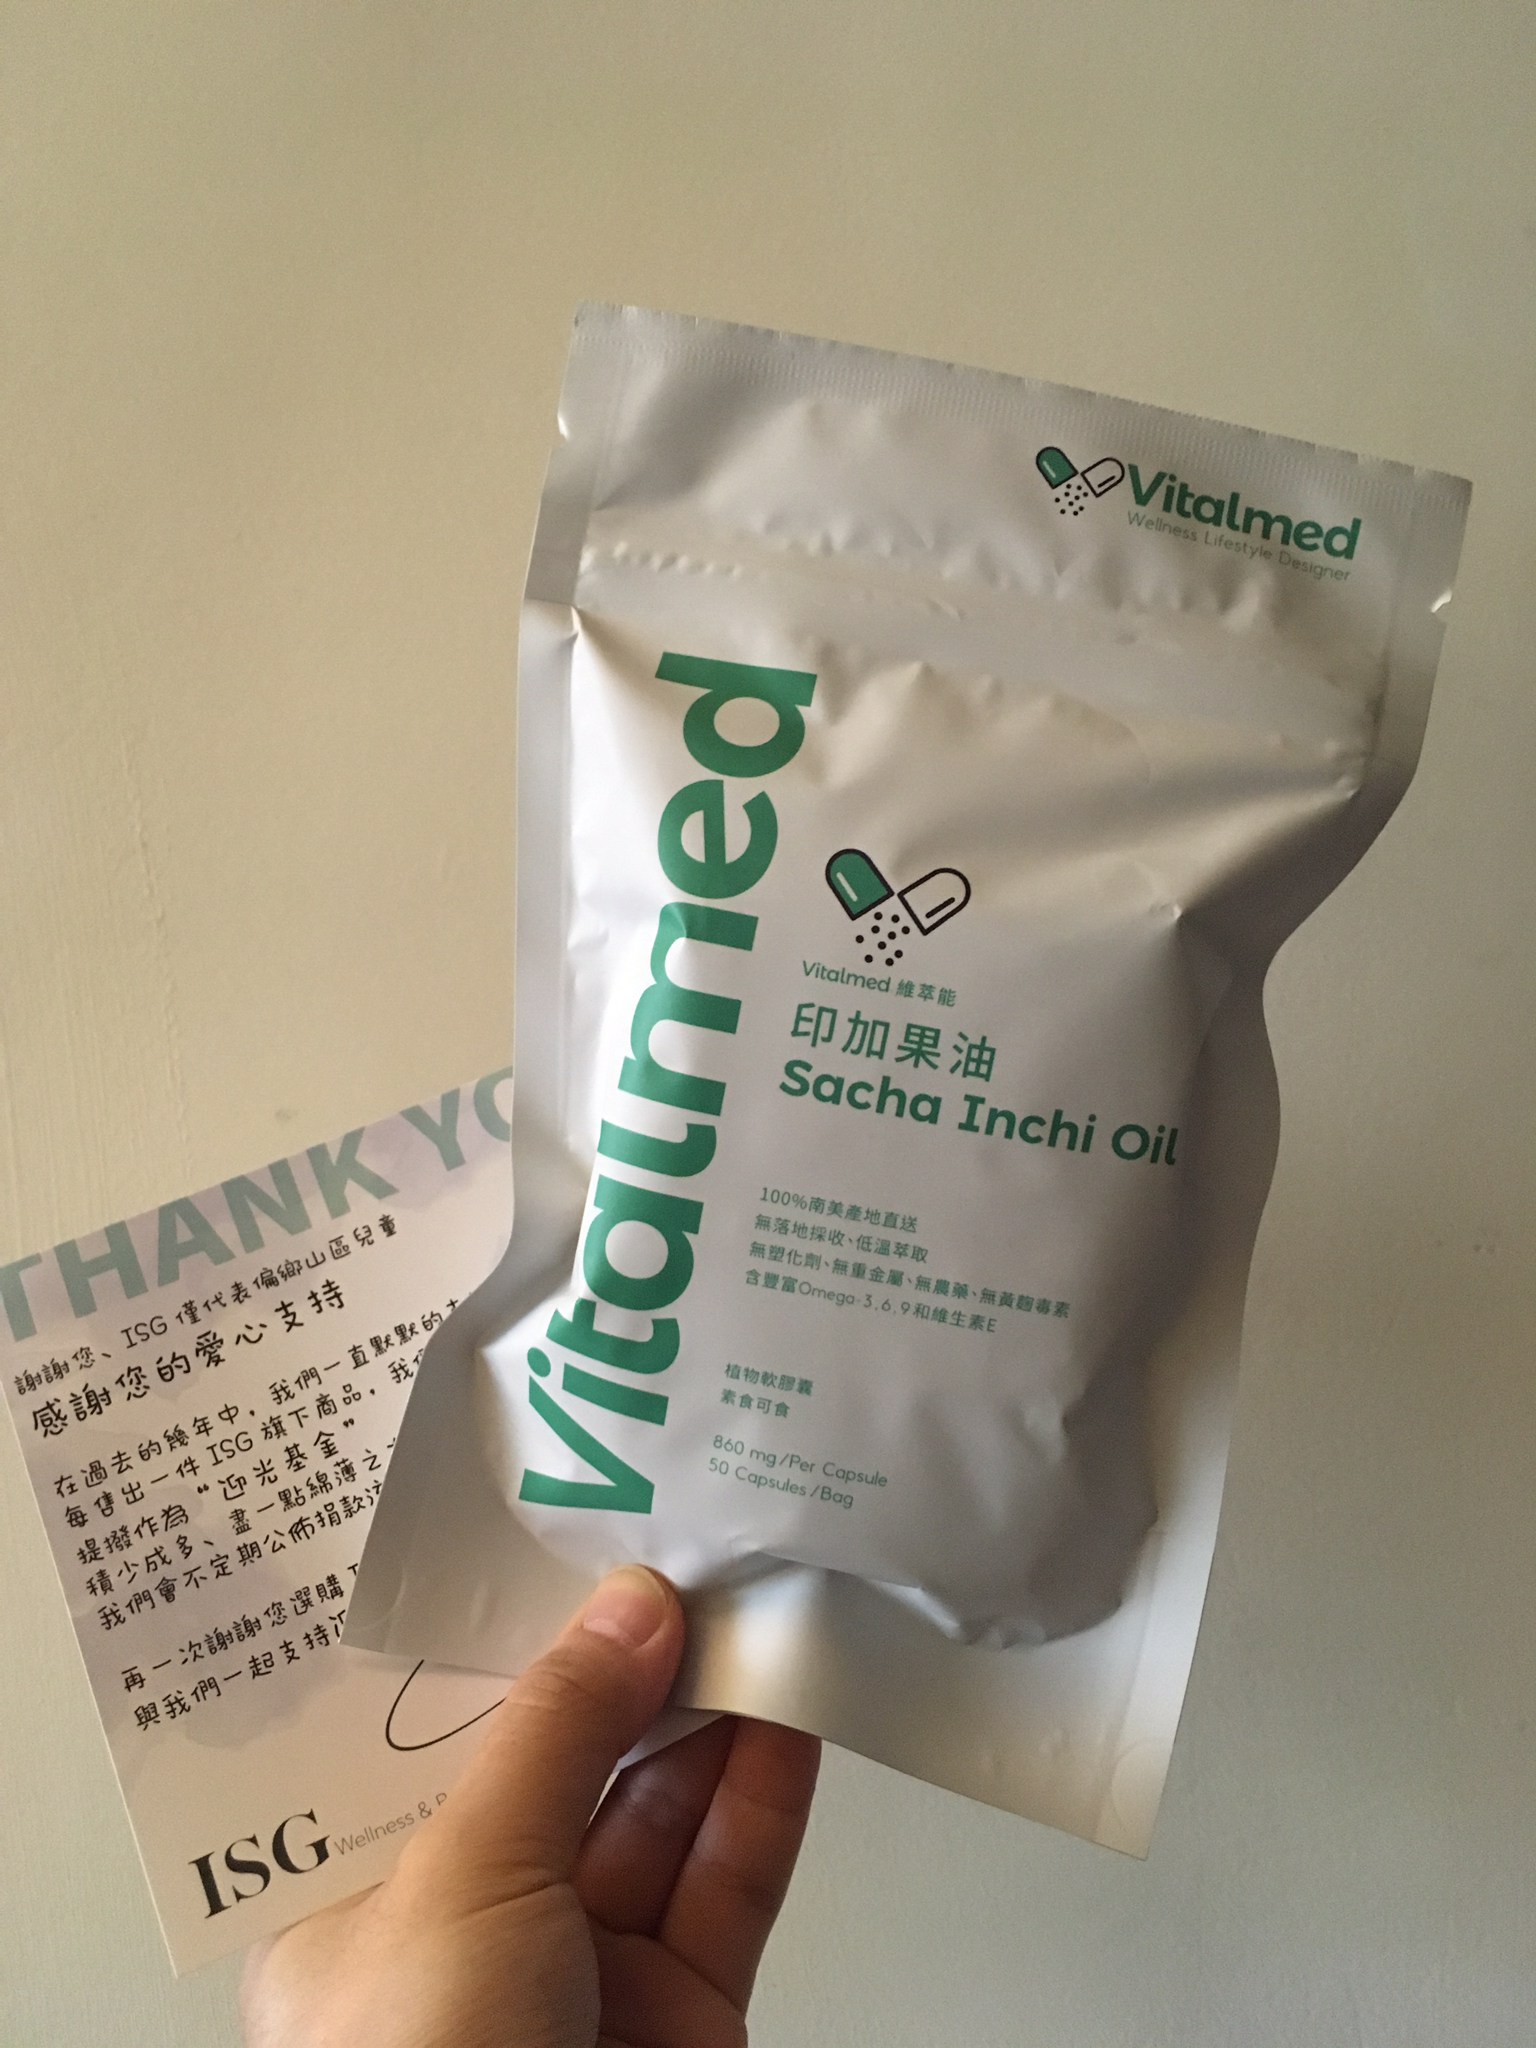 Vitalmed
Wellness Lifestyle Designer
Vitalmed
Vitalmed 維萃能
印加果油
Sacha Inchi Oil
100%南美產地直送
無落地採收、低溫萃取
無塑化劑、無重金屬、無農藥、無黃麴毒素
含豐富Omega-3,6,9和維生素E
植物軟膠囊
素食可食
860 mg/Per Capsule
50 Capsules/Bag
THANK
謝謝您、ISG 僅代表偏鄉山區兒童
感謝您的愛心支持
在過去的幾年中，我們一直默默的
每售出一件 ISG 旗下商品，我
提撥作為“迎光基金”
積少成多、盡一點綿薄之
我們會不定期公佈捐款
再一次謝謝您選購
與我們一起支持
ISG
Wellness &